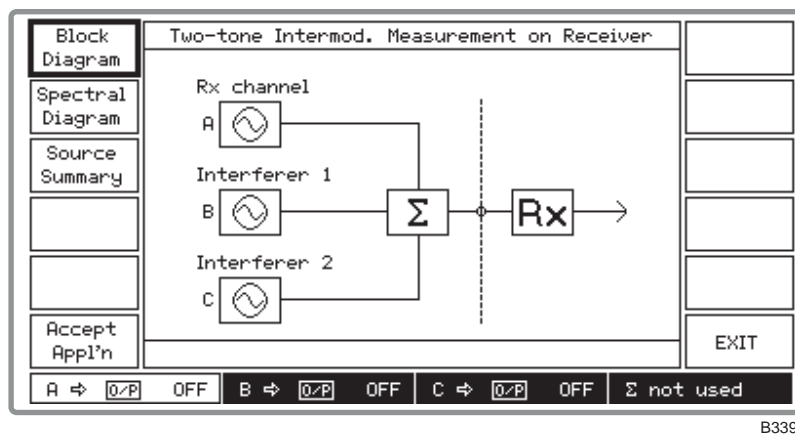 Block
Diagram
Spectral
Diagram
Source
Summary
Accept
Appl'n
Two-tone Intermod. Measurement on Receiver
Rx channel
A
Interferer 1
B
Σ
Rx
Interferer 2
C
EXIT
A ⇨ O/P OFF
B ⇨ O/P OFF
C ⇨ O/P OFF
Σ not used
B339